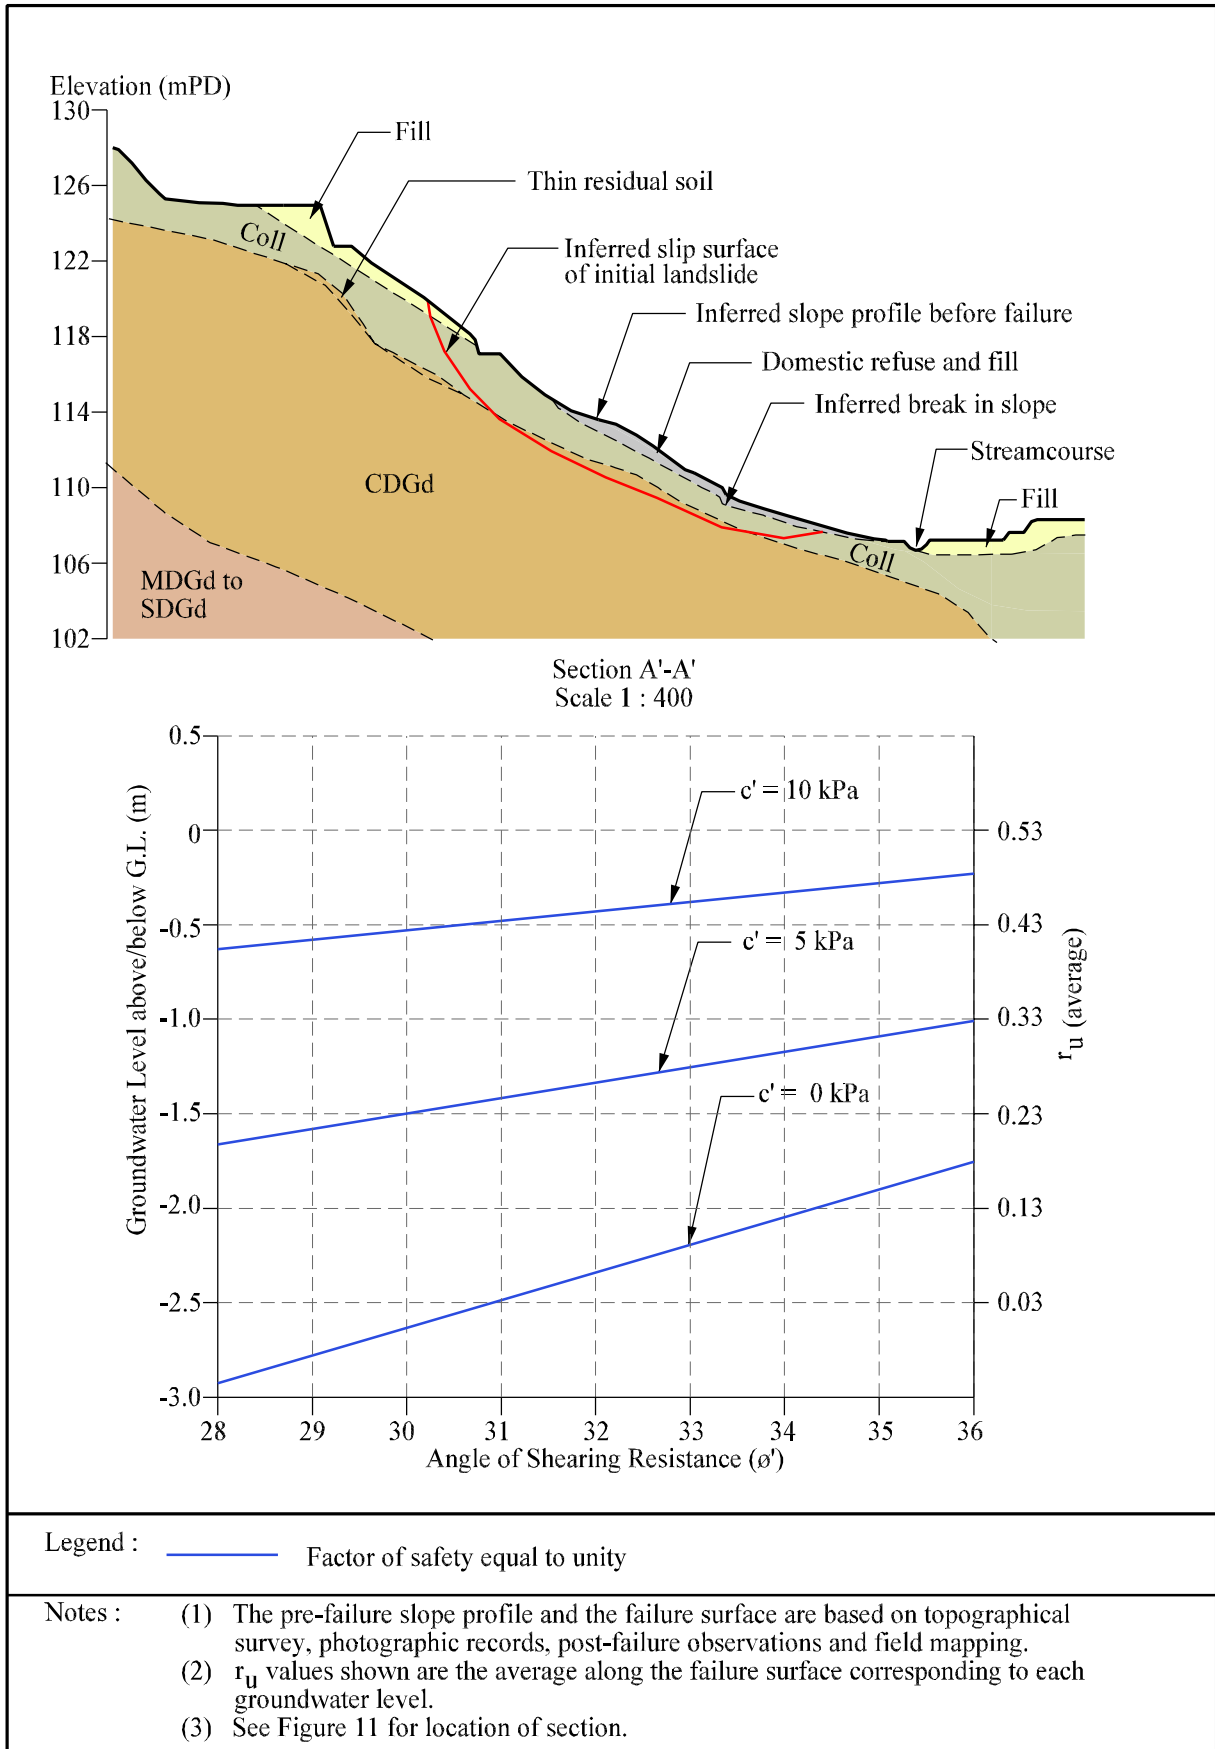 Elevation (mPD)
130
126
122
118
114
110
106
102
Fill
Thin residual soil
Coll
Inferred slip surface
of initial landslide
Inferred slope profile before failure
Domestic refuse and fill
Inferred break in slope
Streamcourse
Fill
CDGd
Coll
MDGd to
SDGd
Section A'-A'
Scale 1 : 400
Groundwater Level above/below G.L. (m)
0.5
0
-0.5
-1.0
-1.5
-2.0
-2.5
-3.0
c' = 10 kPa
c' = 5 kPa
c' = 0 kPa
0.53
0.43
0.33
0.23
0.13
0.03
ru (average)
28 29 30 31 32 33 34 35 36
Angle of Shearing Resistance (ø')
Legend :
Factor of safety equal to unity
Notes :
(1) The pre-failure slope profile and the failure surface are based on topographical
survey, photographic records, post-failure observations and field mapping.
(2) ru values shown are the average along the failure surface corresponding to each
groundwater level.
(3) See Figure 11 for location of section.